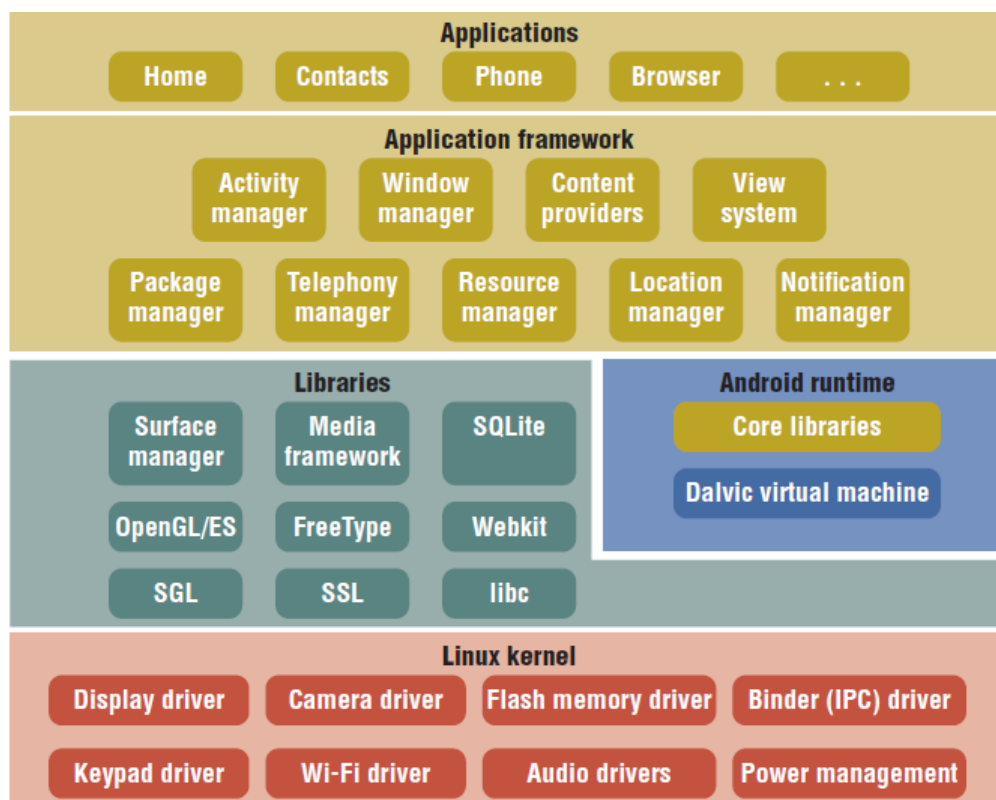 Applications
Home
Contacts
Phone
Browser
. . .
Application framework
Activity
manager
Window
manager
Content
providers
View
system
Package
manager
Telephony
manager
Resource
manager
Location
manager
Notification
manager
Libraries
Surface
manager
Media
framework
SQLite
OpenGL/ES
FreeType
Webkit
SGL
SSL
libc
Android runtime
Core libraries
Dalvic virtual machine
Linux kernel
Display driver
Camera driver
Flash memory driver
Binder (IPC) driver
Keypad driver
Wi-Fi driver
Audio drivers
Power management